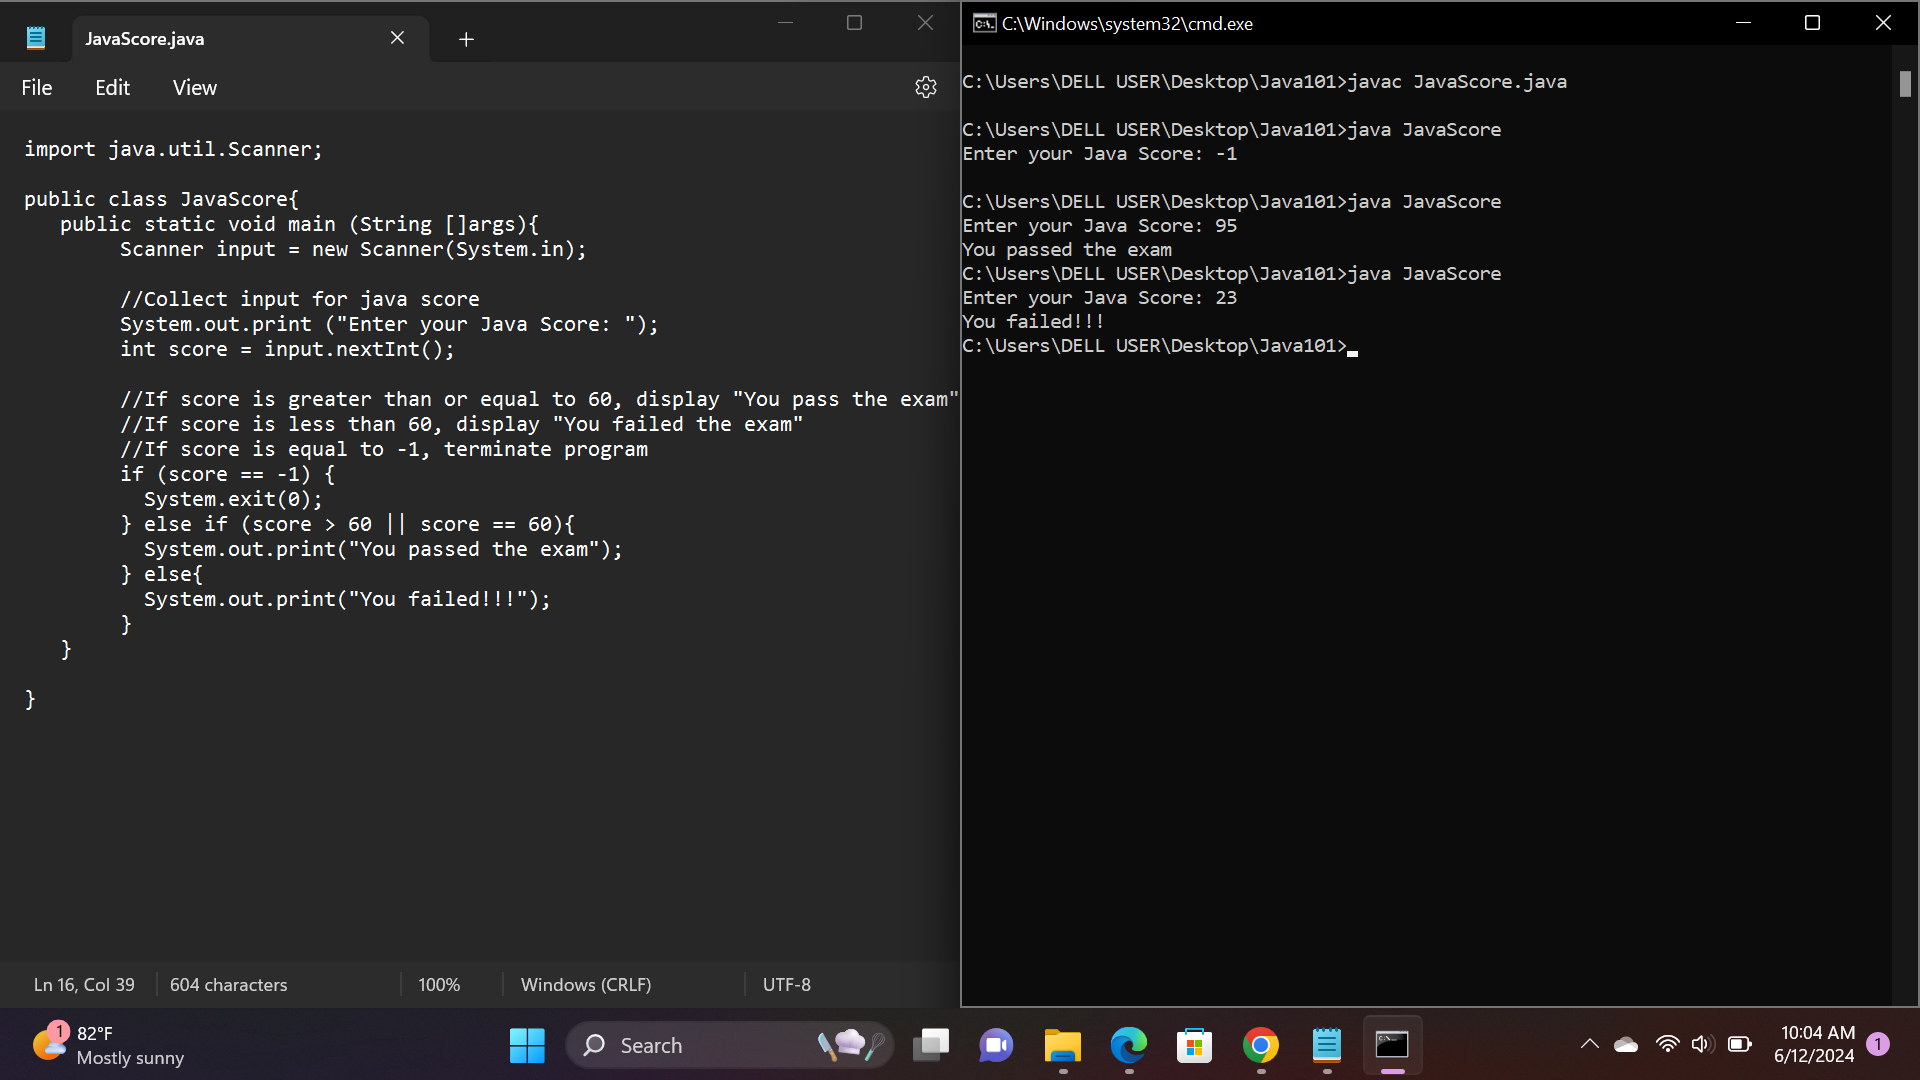 JavaScore.java
File Edit View
import java.util.Scanner;
public class JavaScore{
public static void main (String []args){
Scanner input = new Scanner(System.in);
//Collect input for java score
System.out.print ("Enter your Java Score: ");
int score = input.nextInt();
//If score is greater than or equal to 60, display "You pass the exam"
//If score is less than 60, display "You failed the exam"
//If score is equal to -1, terminate program
if (score == -1) {
System.exit(0);
} else if (score > 60 || score == 60){
System.out.print("You passed the exam");
} else{
System.out.print("You failed!!!");
}
}
}
Ln 16, Col 39 604 characters 100% Windows (CRLF) UTF-8
C:\Windows\system32\cmd.exe
C:\Users\DELL USER\Desktop\Java101>javac JavaScore.java
C:\Users\DELL USER\Desktop\Java101>java JavaScore
Enter your Java Score: -1
C:\Users\DELL USER\Desktop\Java101>java JavaScore
Enter your Java Score: 95
You passed the exam
C:\Users\DELL USER\Desktop\Java101>java JavaScore
Enter your Java Score: 23
You failed!!!
C:\Users\DELL USER\Desktop\Java101>
1 82°F
Mostly sunny
Search
10:04 AM
6/12/2024
1